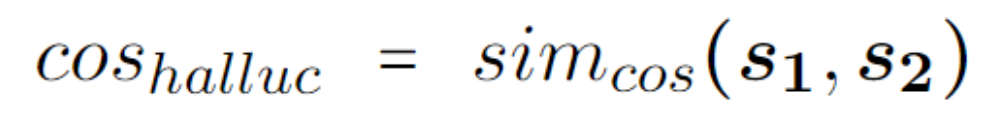 cos_{halluc} = sim_{cos}(s_1, s_2)